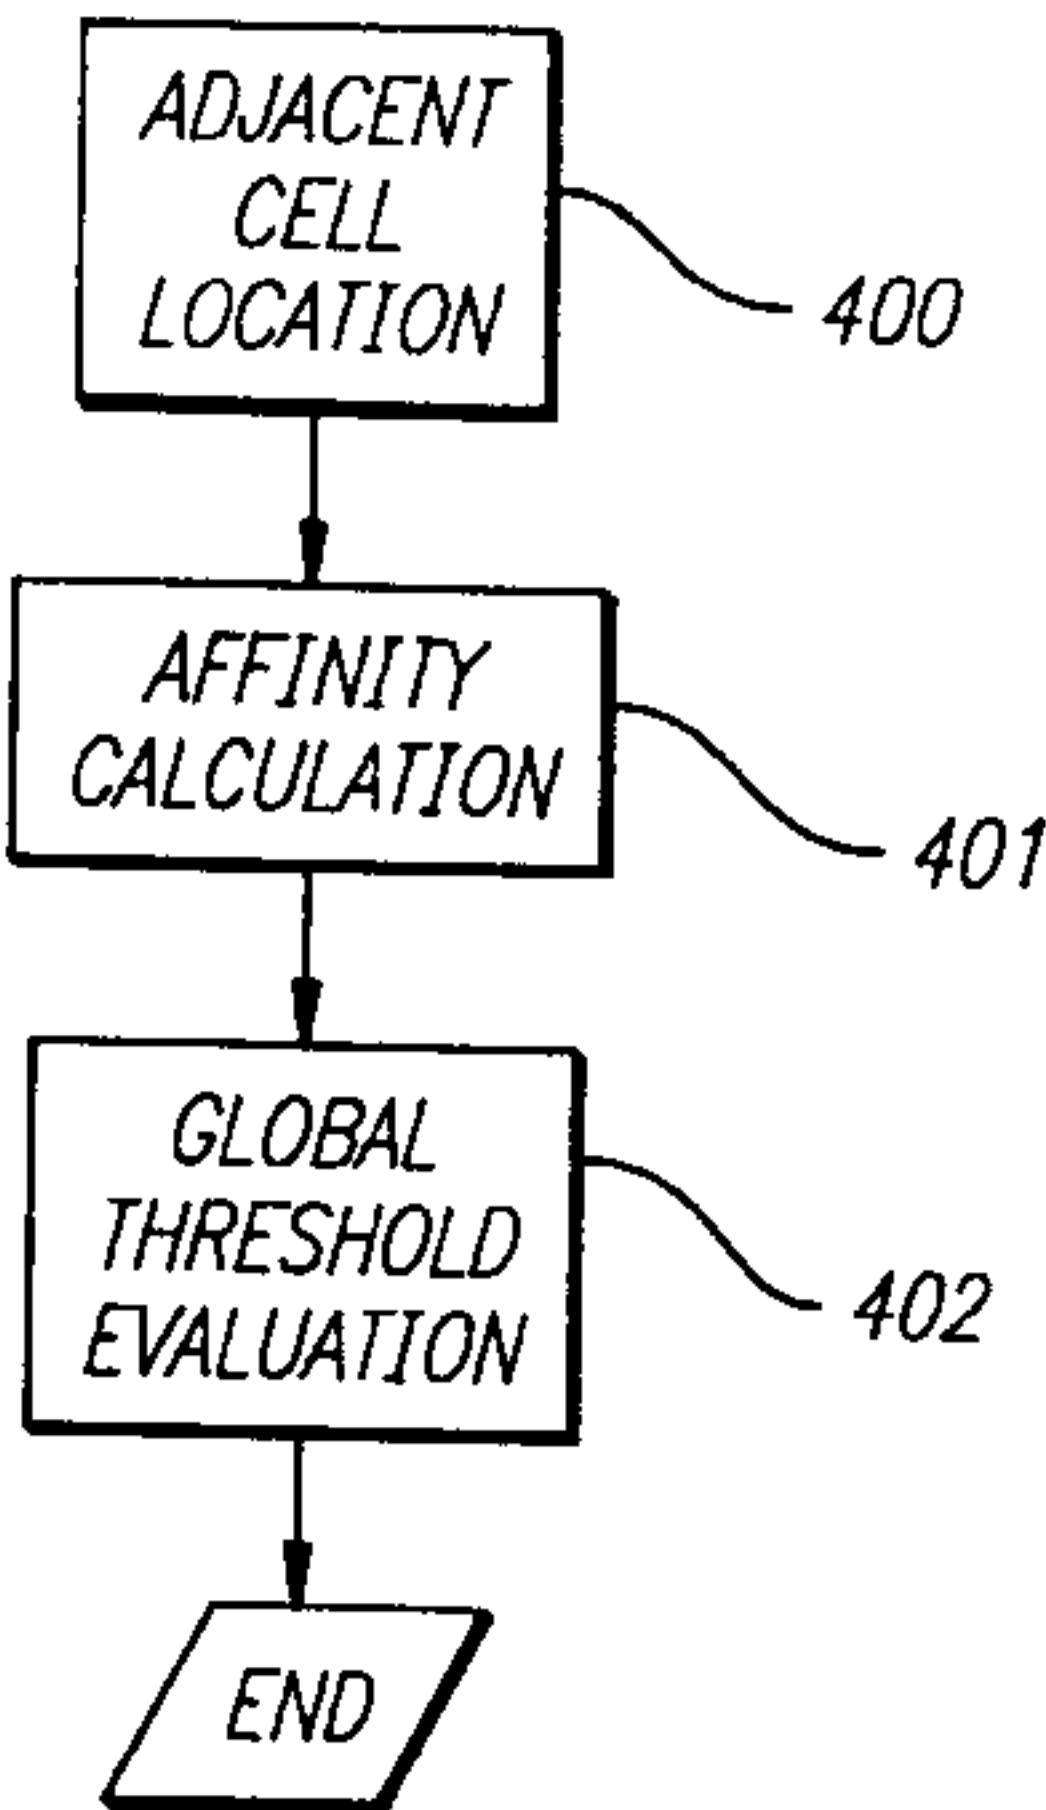 ADJACENT
CELL
LOCATION
400
AFFINITY
CALCULATION
401
GLOBAL
THRESHOLD
EVALUATION
402
END